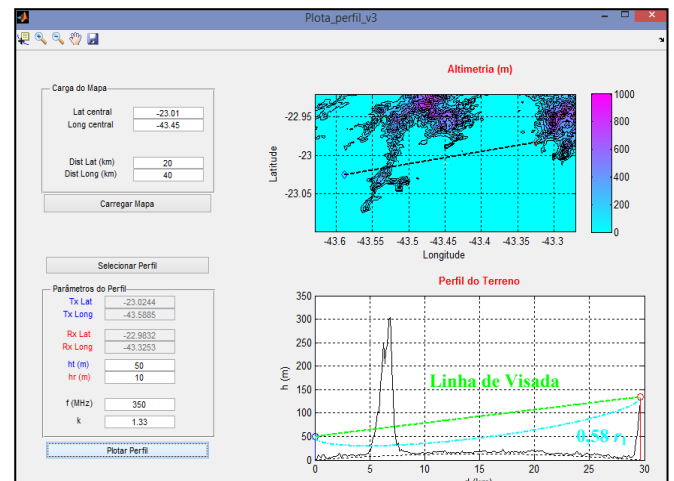 Plota_perfil_v3
Carga do Mapa
Lat central -23.01
Long central -43.45
Dist Lat (km) 20
Dist Long (km) 40
Carregar Mapa
Selecionar Perfil
Parâmetros do Perfil
Tx Lat -23.0244
Tx Long -43.5885
Rx Lat -22.9832
Rx Long -43.3253
ht (m) 50
hr (m) 10
f (MHz) 350
k 1.33
Plotar Perfil
Altimetria (m)
Latitude
-22.95
-23
-23.05
-43.6 -43.55 -43.5 -43.45 -43.4 -43.35 -43.3
Longitude
1000
800
600
400
200
0
Perfil do Terreno
h (m)
350
300
250
200
150
100
50
0
Linha de Visada
0.58 r1
0 5 10 15 20 25 30
d (km)